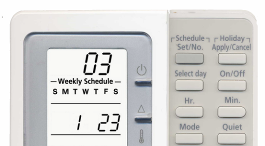 03
Weekly Schedule
S M T W T F S
1 23
Schedule Holiday
Set/No. Apply/Cancel
Select day On/Off
Hr. Min.
Mode Quiet